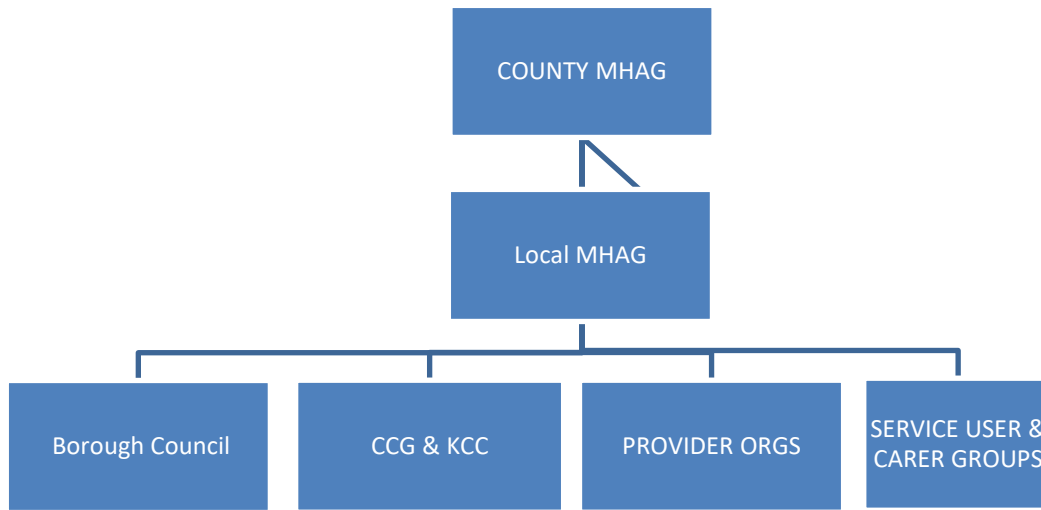 COUNTY MHAG
Local MHAG
Borough Council
CCG & KCC
PROVIDER ORGS
SERVICE USER &
CARER GROUPS